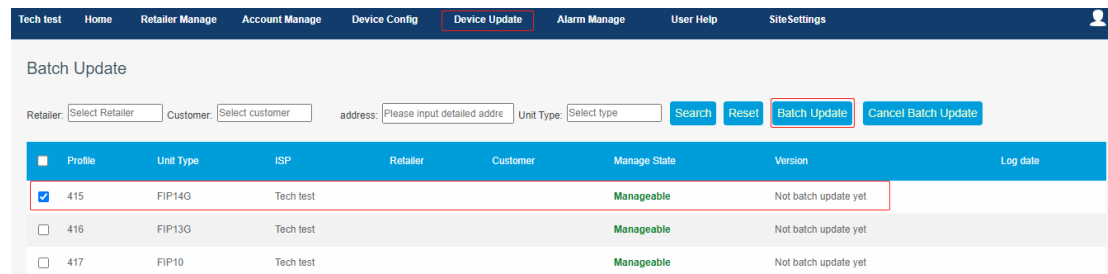 Tech test Home Retailer Manage Account Manage Device Config Device Update Alarm Manage User Help SiteSettings
Batch Update
Retailer: Select Retailer Customer: Select customer address: Please input detailed addre Unit Type: Select type Search Reset Batch Update Cancel Batch Update
Profile Unit Type ISP Retailer Customer Manage State Version Log date
415 FIP14G Tech test Manageable Not batch update yet
416 FIP13G Tech test Manageable Not batch update yet
417 FIP10 Tech test Manageable Not batch update yet